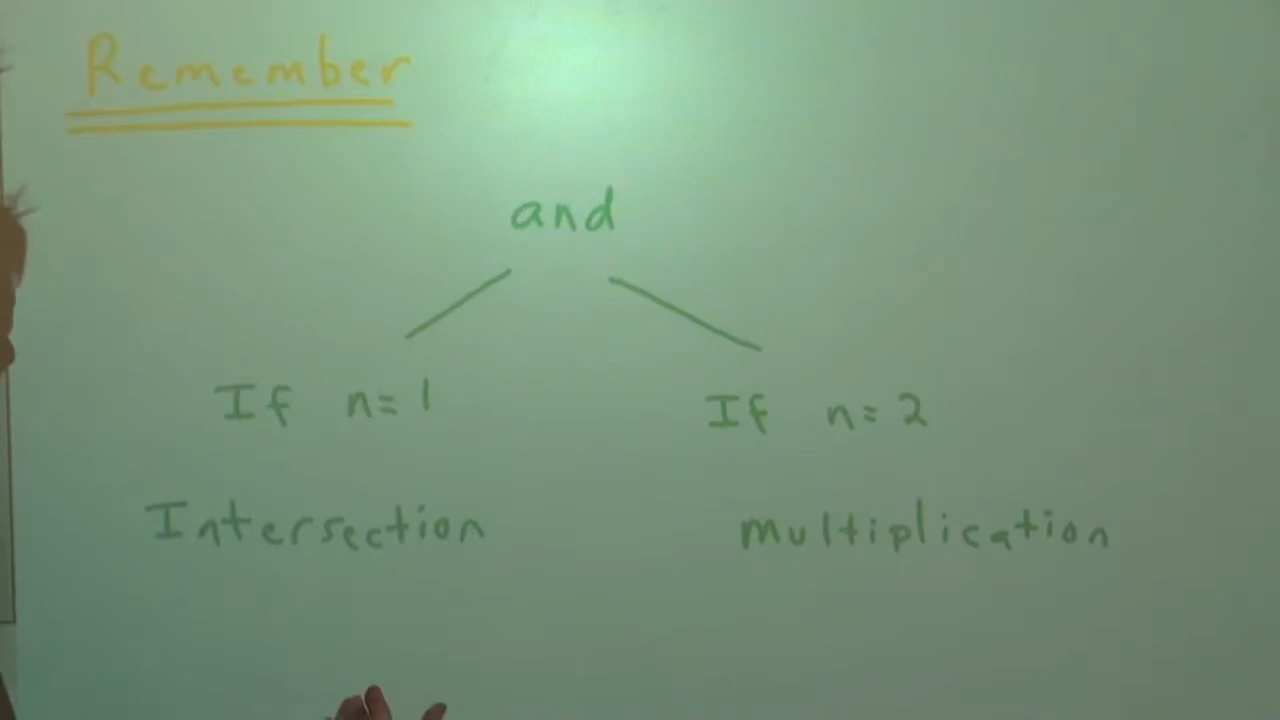 Remember
and
If n=1 If n=2
Intersection multiplication